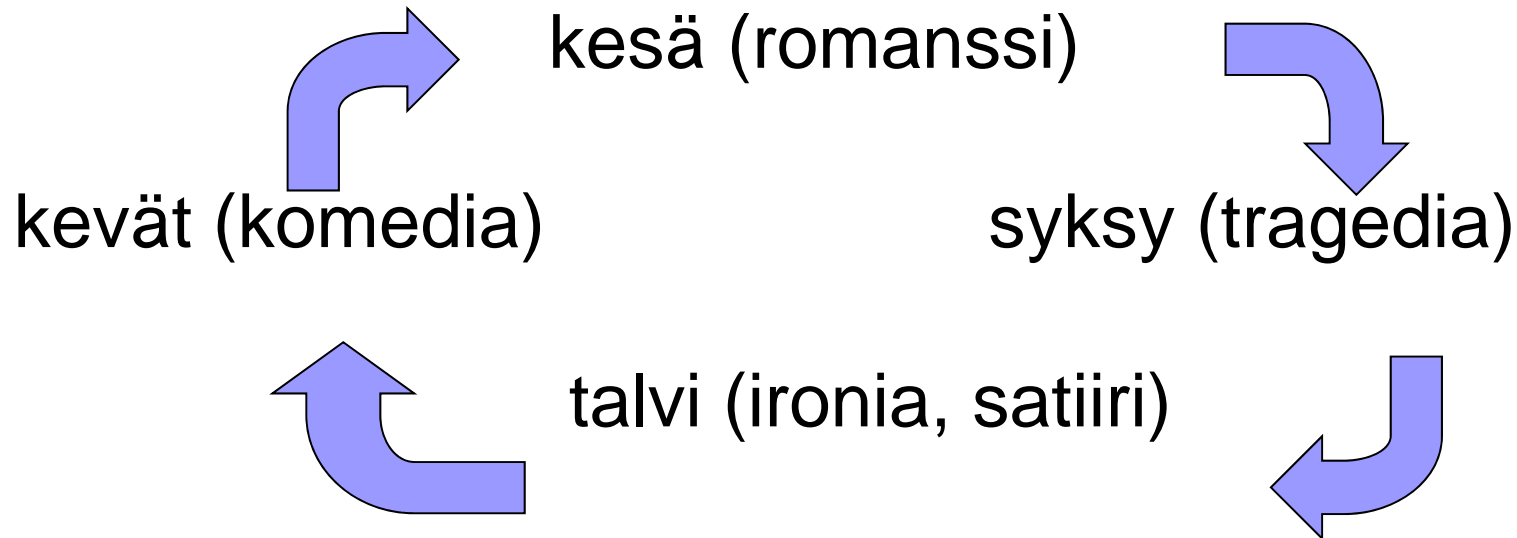 kesä (romanssi)
kevät (komedia)
syksy (tragedia)
talvi (ironia, satiiri)